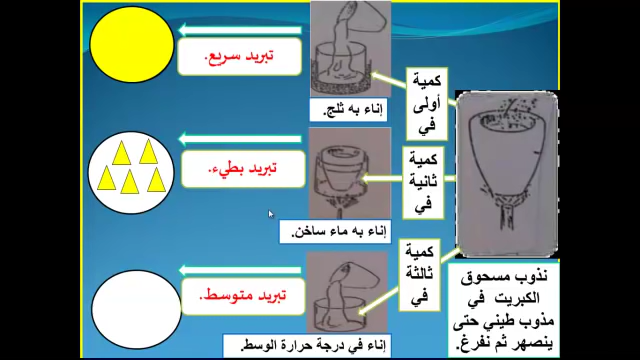 نذوب مسحوق
الكبريت في
مذوب طيني حتى
ينصهر ثم نفرغ.
كمية
أولى
في
إناء به ثلج.
تبريد سريع.
كمية
ثانية
في
إناء به ماء ساخن.
تبريد بطيء.
كمية
ثالثة
في
إناء في درجة حرارة الوسط.
تبريد متوسط.